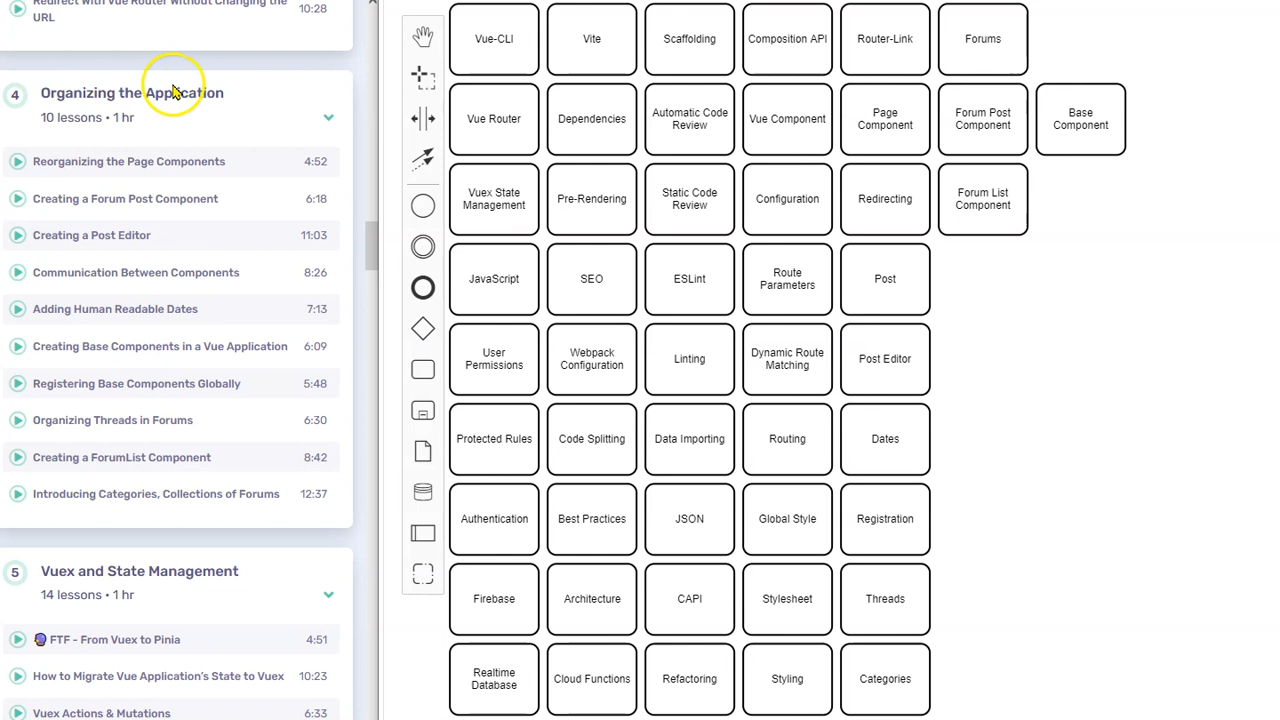 Redirect With Vue Router Without Changing the
URL
10:28
4
Organizing the Application
10 lessons • 1 hr
Reorganizing the Page Components 4:52
Creating a Forum Post Component 6:18
Creating a Post Editor 11:03
Communication Between Components 8:26
Adding Human Readable Dates 7:13
Creating Base Components in a Vue Application 6:09
Registering Base Components Globally 5:48
Organizing Threads in Forums 6:30
Creating a ForumList Component 8:42
Introducing Categories, Collections of Forums 12:37
5
Vuex and State Management
14 lessons • 1 hr
FTF - From Vuex to Pinia 4:51
How to Migrate Vue Application's State to Vuex 10:23
Vuex Actions & Mutations 6:33
Vue-CLI
Vite
Scaffolding
Composition API
Router-Link
Forums
Vue Router
Dependencies
Automatic Code
Review
Vue Component
Page
Component
Forum Post
Component
Base
Component
Vuex State
Management
Pre-Rendering
Static Code
Review
Configuration
Redirecting
Forum List
Component
JavaScript
SEO
ESLint
Route
Parameters
Post
User
Permissions
Webpack
Configuration
Linting
Dynamic Route
Matching
Post Editor
Protected Rules
Code Splitting
Data Importing
Routing
Dates
Authentication
Best Practices
JSON
Global Style
Registration
Firebase
Architecture
CAPI
Stylesheet
Threads
Realtime
Database
Cloud Functions
Refactoring
Styling
Categories